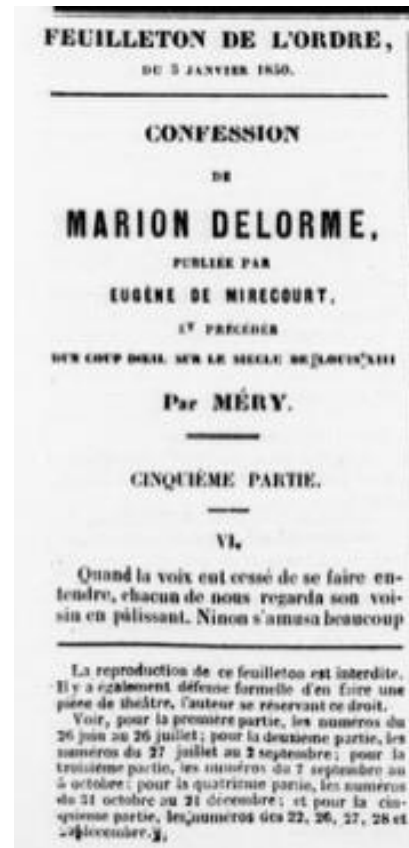 FEUILLETON DE L'ORDRE,
DU 5 JANVIER 1850.
CONFESSION
DE
MARION DELORME,
PUBLIÉE PAR
EUGÈNE DE MIRECOURT,
ET PRÉCÉDÉE
D'UN COUP D'ŒIL SUR LE SIECLE DE LOUIS XIII
Par MÉRY.
CINQUIÈME PARTIE.
VI.
Quand la voix eut cessé de se faire en-
tendre, chacun de nous regarda son voi-
sin en pâlissant. Ninon s'amusa beaucoup
La reproduction de ce feuilleton est interdite.
Il y a également défense formelle d'en faire une
pièce de théâtre, l'auteur se réservant ce droit.
Voir, pour la première partie, les numéros du
26 juin au 26 juillet; pour la deuxième partie, les
numéros du 27 juillet au 2 septembre; pour la
troisième partie, les numéros du 7 septembre au
5 octobre; pour la quatrième partie, les numéros
du 31 octobre au 21 décembre; et pour la cin-
quième partie, les numéros des 22, 26, 27, 28 et
décembre.